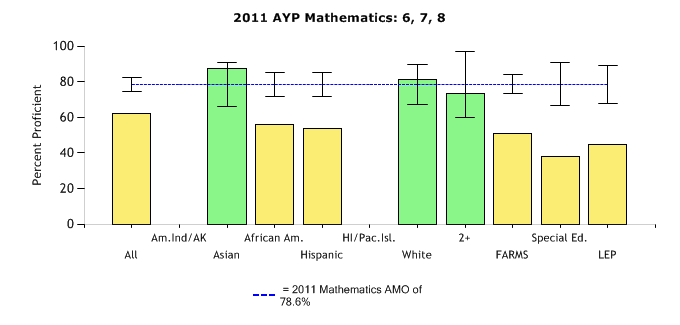 2011 AYP Mathematics: 6, 7, 8
Percent Proficient
100
80
60
40
20
0
Am.Ind/AK African Am. HI/Pac.Isl. 2+ Special Ed.
All Asian Hispanic White FARMS LEP
= 2011 Mathematics AMO of
78.6%